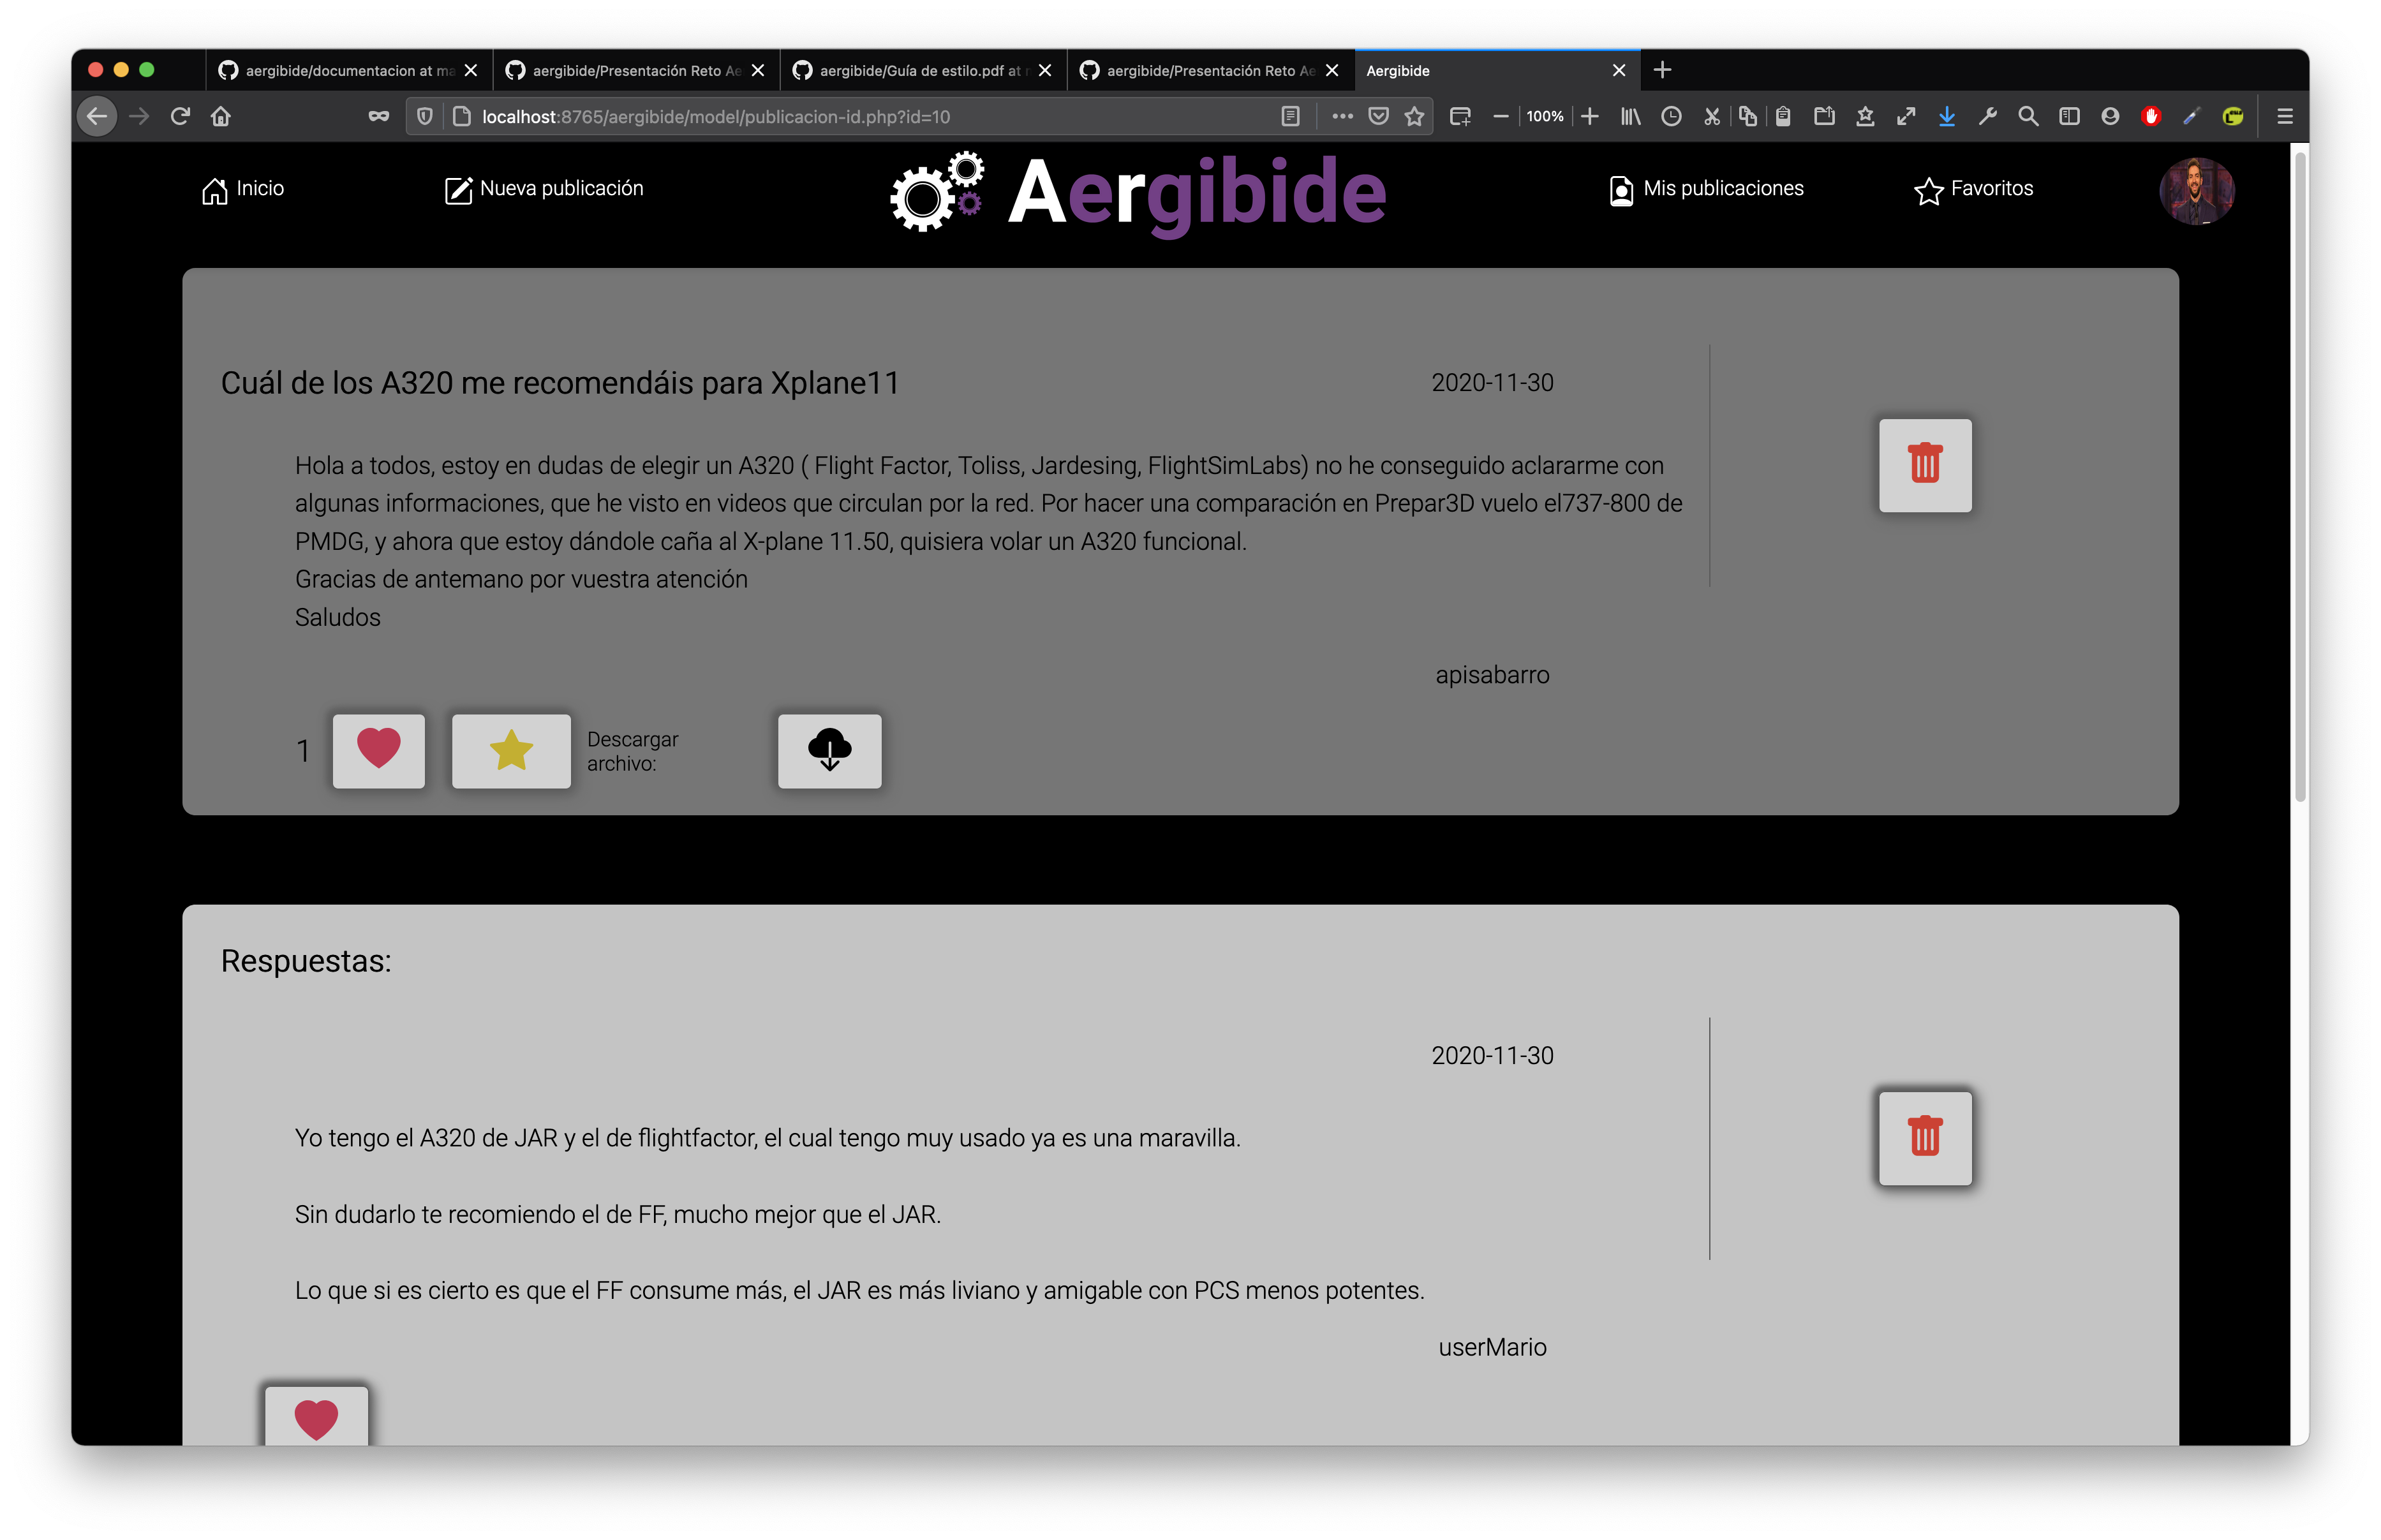 aergibide/documentacion at ma
aergibide/Presentación Reto Ae
aergibide/Guía de estilo.pdf at m
aergibide/Presentación Reto Ae
Aergibide
localhost:8765/aergibide/model/publicacion-id.php?id=10
100%
Inicio
Nueva publicación
Aergibide
Mis publicaciones
Favoritos
Cuál de los A320 me recomendáis para Xplane11
2020-11-30
Hola a todos, estoy en dudas de elegir un A320 ( Flight Factor, Toliss, Jardesing, FlightSimLabs) no he conseguido aclararme con
algunas informaciones, que he visto en videos que circulan por la red. Por hacer una comparación en Prepar3D vuelo el737-800 de
PMDG, y ahora que estoy dándole caña al X-plane 11.50, quisiera volar un A320 funcional.
Gracias de antemano por vuestra atención
Saludos
apisabarro
1
Descargar
archivo:
Respuestas:
2020-11-30
Yo tengo el A320 de JAR y el de flightfactor, el cual tengo muy usado ya es una maravilla.
Sin dudarlo te recomiendo el de FF, mucho mejor que el JAR.
Lo que si es cierto es que el FF consume más, el JAR es más liviano y amigable con PCS menos potentes.
userMario